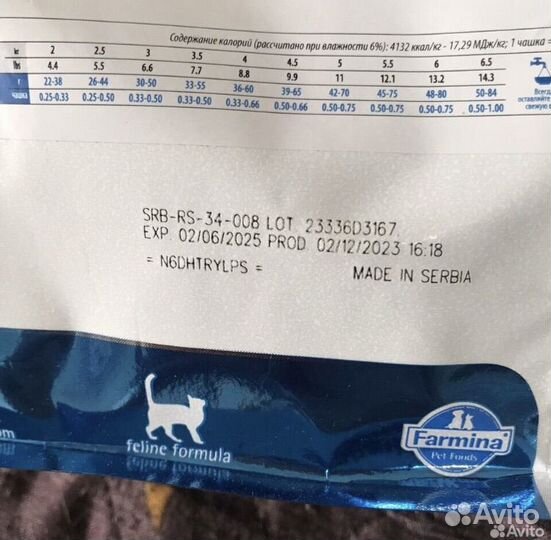 Содержание калорий (рассчитано при влажности 6%): 4132 ккал/кг - 17,29 МДж/кг; 1 чашка =
kg 2 2.5 3 3.5 4 4.5 5 5.5 6 6.5
lbs 4.4 5.5 6.6 7.7 8.8 9.9 11 12.1 13.2 14.3
г 22-38 26-44 30-50 33-55 36-60 39-65 42-70 45-75 48-80 50-84
чашка 0.25-0.33 0.25-0.50 0.33-0.50 0.33-0.50 0.33-0.66 0.50-0.66 0.50-0.75 0.50-0.75 0.50-0.75 0.50-1.00
Всегда
оставляйте
свежую в
SRB-RS-34-008 LOT 23336D3167
EXP. 02/06/2025 PROD 02/12/2023 16:18
= N6DHTRYLPS = MADE IN SERBIA
om
feline formula
Farmina
Pet Foods
Avito
Avito